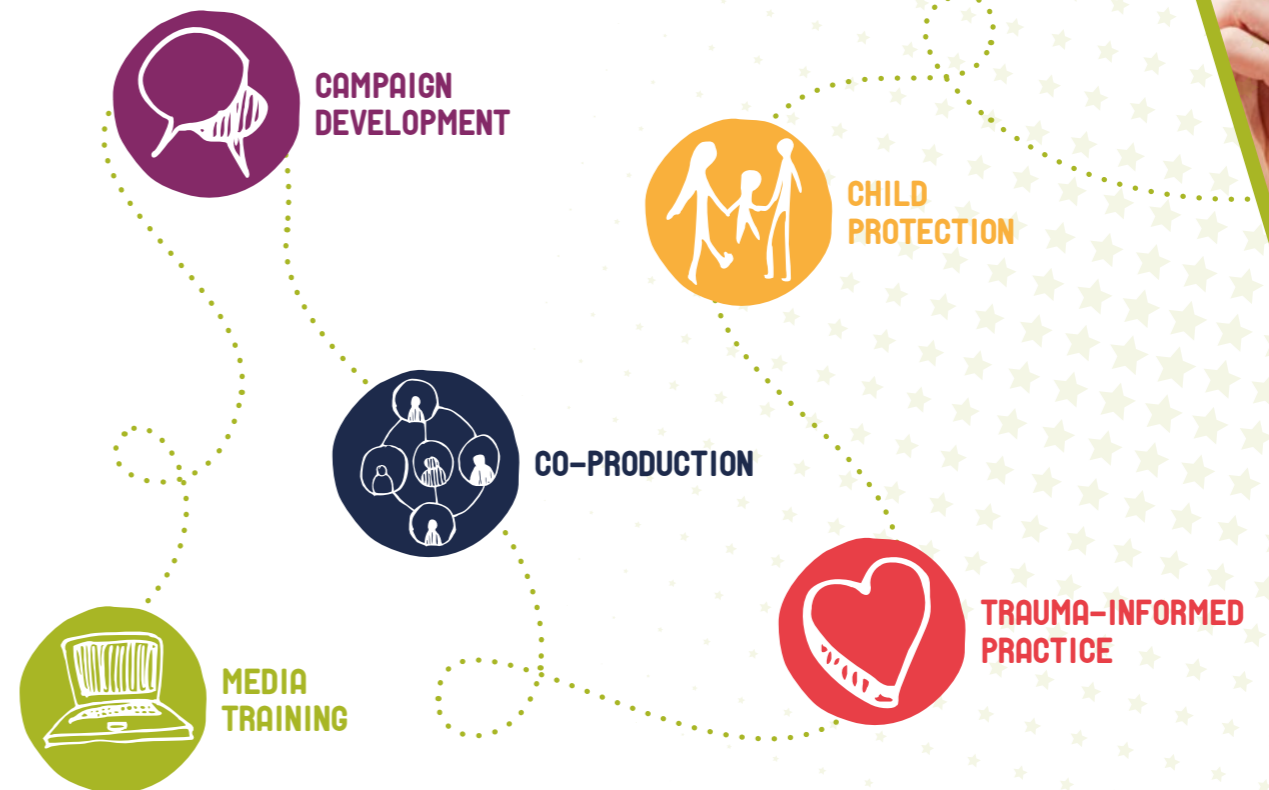 CAMPAIGN
DEVELOPMENT
CHILD
PROTECTION
CO-PRODUCTION
TRAUMA-INFORMED
PRACTICE
MEDIA
TRAINING